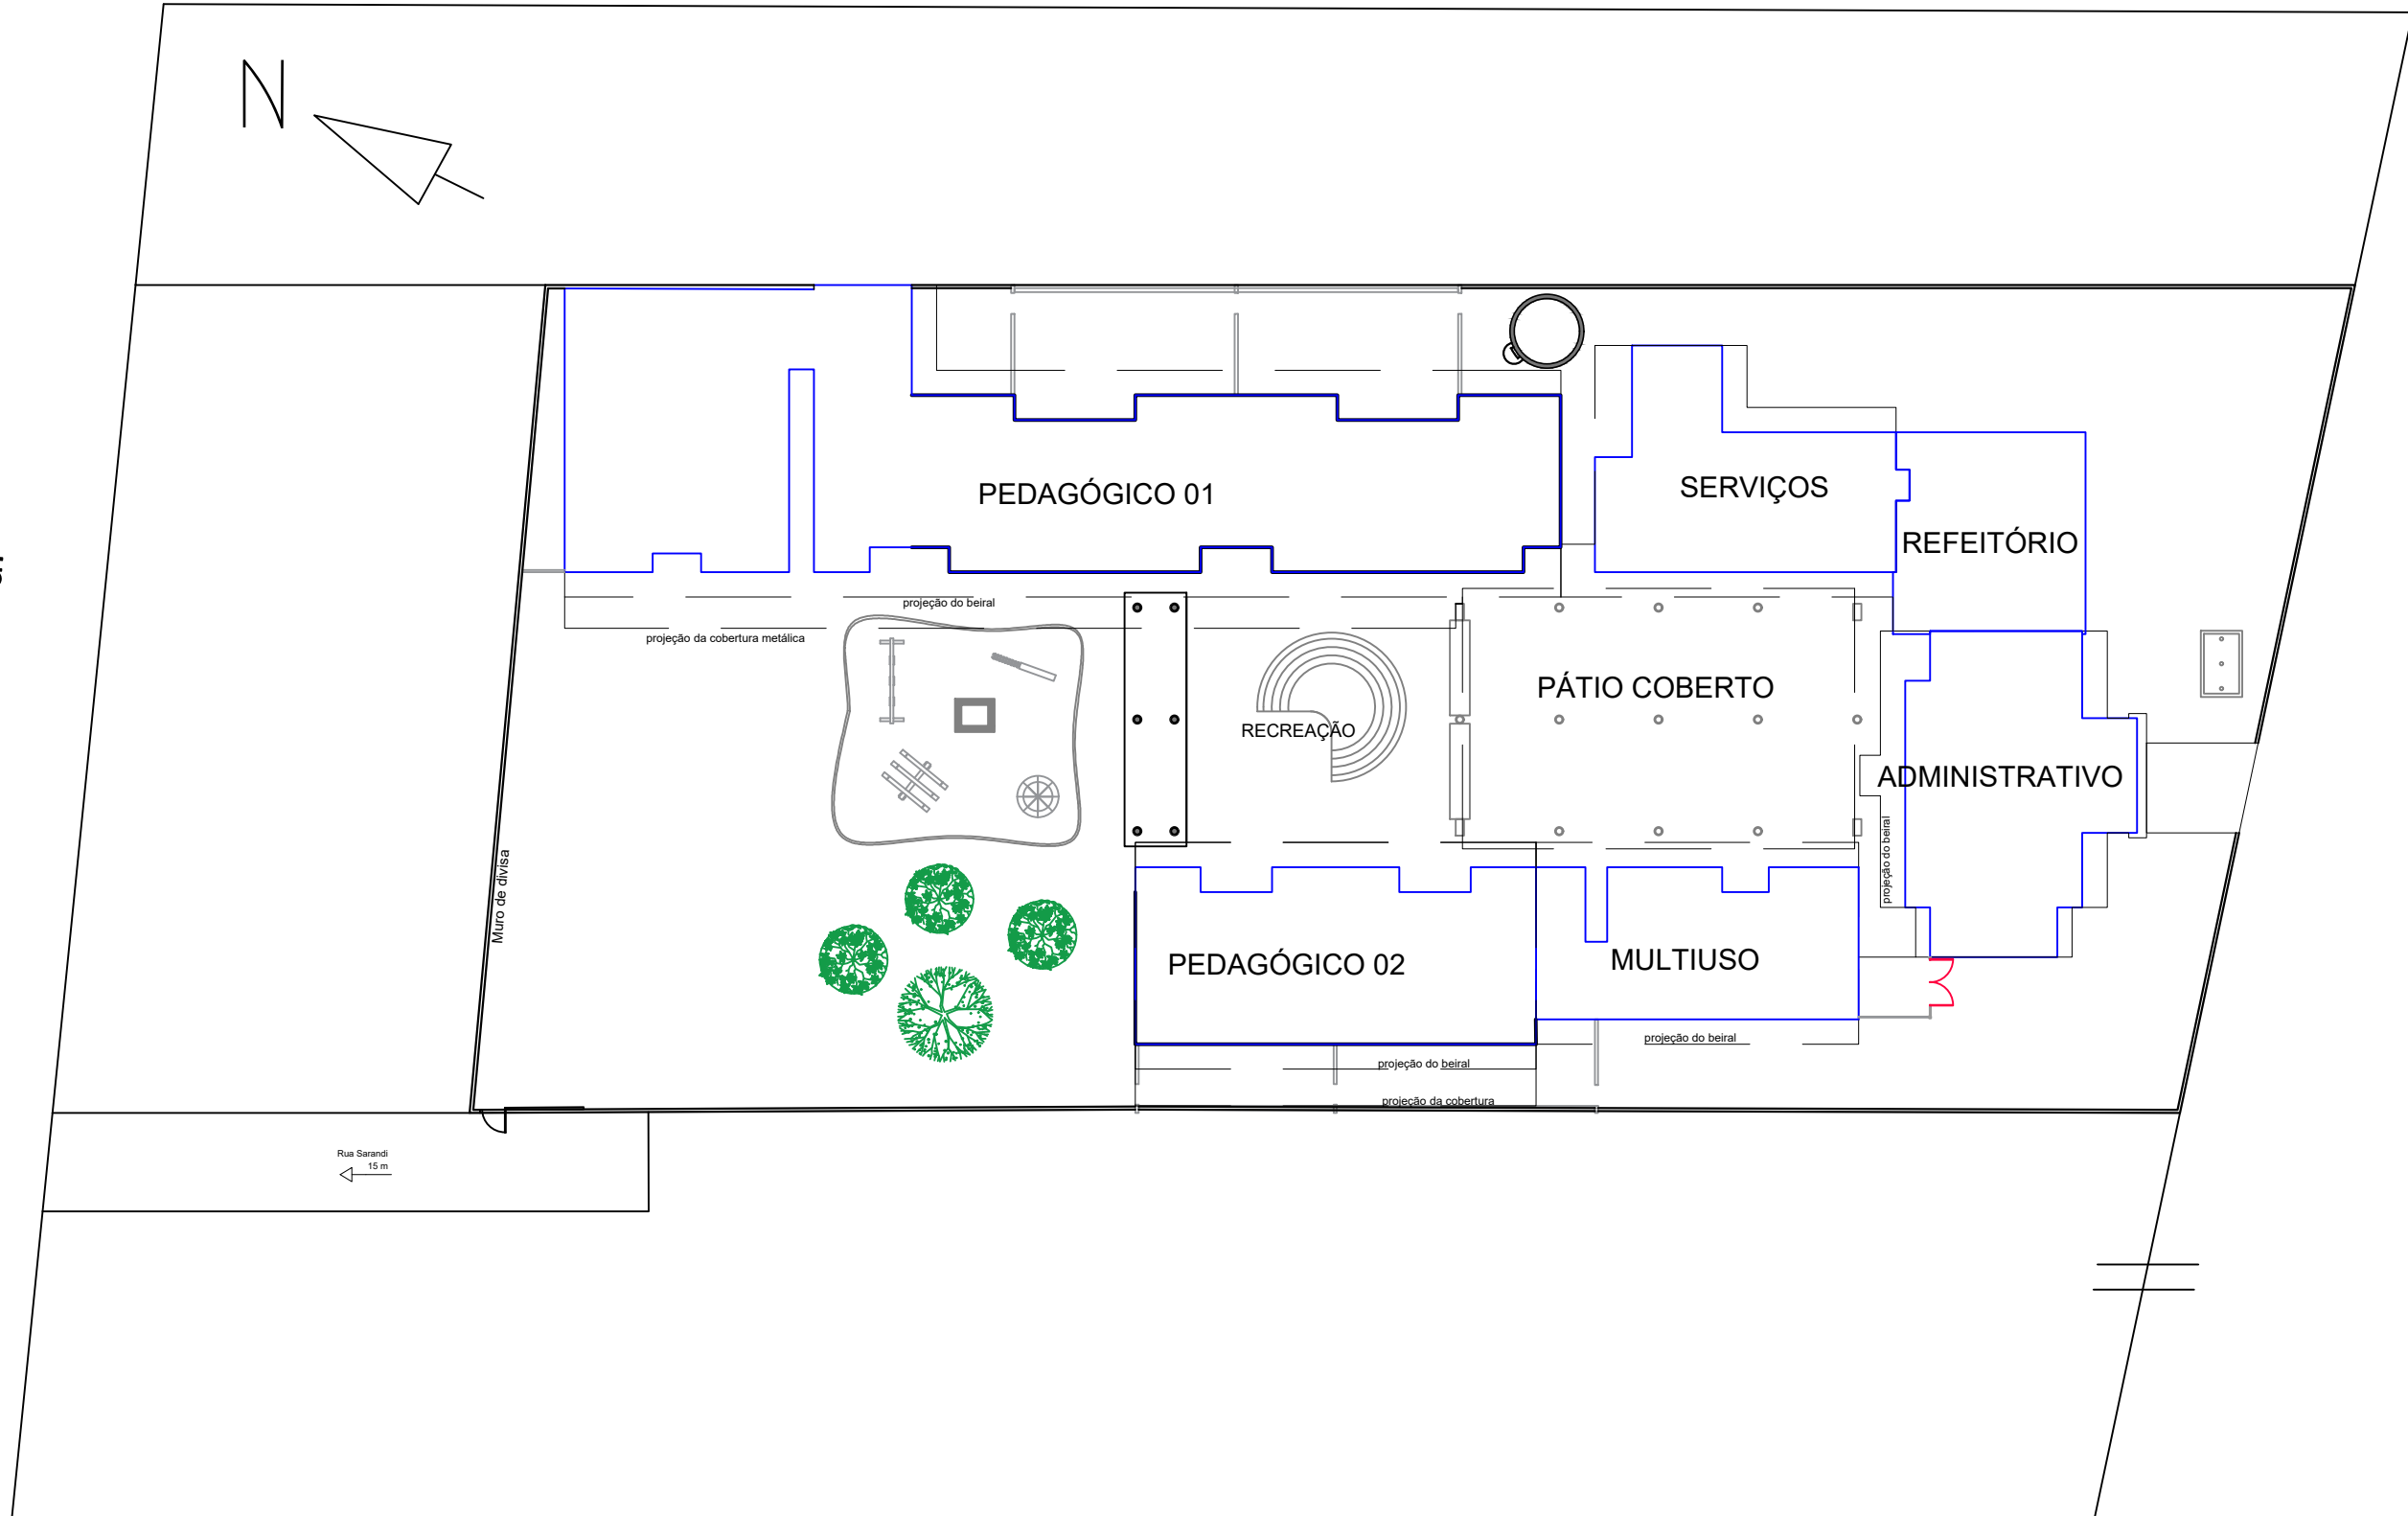 N
PEDAGÓGICO 01
SERVIÇOS
REFEITÓRIO
projeção do beiral
projeção da cobertura metálica
PÁTIO COBERTO
RECREAÇÃO
ADMINISTRATIVO
projeção do beiral
Muro de divisa
PEDAGÓGICO 02
MULTIUSO
projeção do beiral
projeção do beiral
projeção da cobertura
Rua Sarandi
15 m